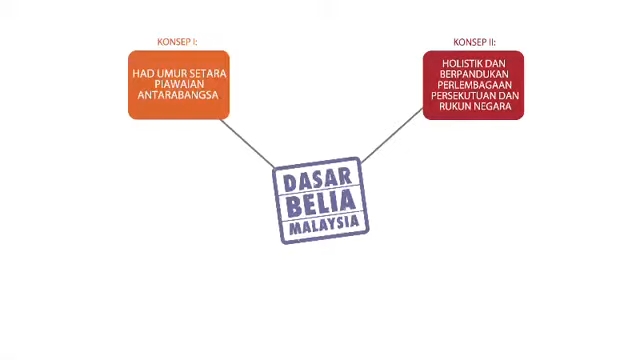 KONSEP I:
HAD UMUR SETARA
PIAWAIAN
ANTARABANGSA
KONSEP II:
HOLISTIK DAN
BERPANDUKAN
PERLEMBAGAAN
PERSEKUTUAN DAN
RUKUN NEGARA
DASAR
BELIA
MALAYSIA